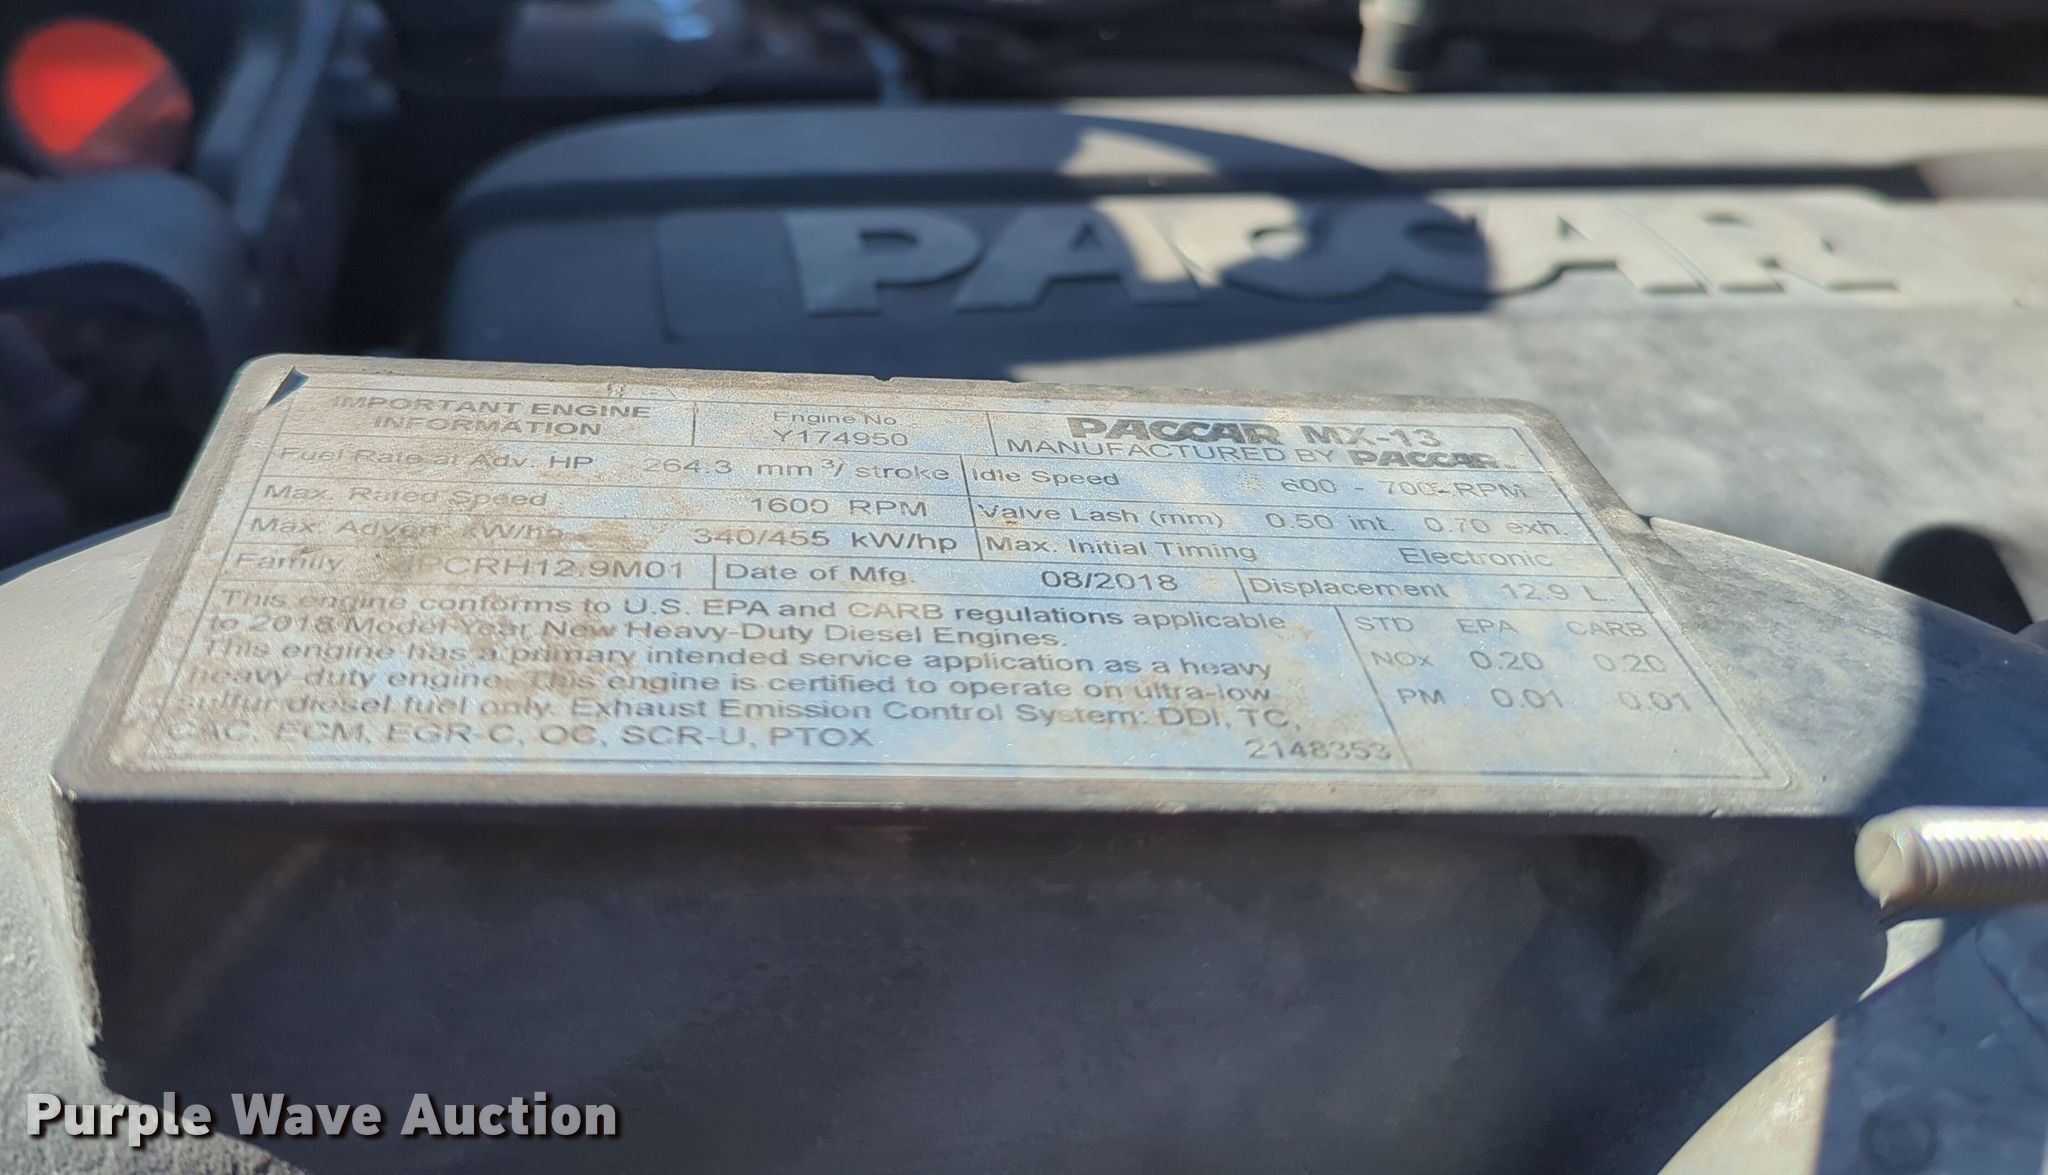 PACCAR
IMPORTANT ENGINE
INFORMATION
Engine No.
Y174950
PACCAR MX-13
MANUFACTURED BY PACCAR
Fuel Rate at Adv. HP 264.3 mm³/ stroke
Idle Speed 600 - 700 RPM
Max. Rated Speed 1600 RPM
Valve Lash (mm) 0.50 int. 0.70 exh.
Max. Advert. kW/hp 340/455 kW/hp
Max. Initial Timing Electronic
Family PCRH12.9M01
Date of Mfg. 08/2018
Displacement 12.9 L.
This engine conforms to U.S. EPA and CARB regulations applicable
to 2018 Model Year New Heavy-Duty Diesel Engines.
This engine has a primary intended service application as a heavy
heavy-duty engine. This engine is certified to operate on ultra-low
sulfur diesel fuel only. Exhaust Emission Control System: DDI, TC,
CAC, ECM, EGR-C, OC, SCR-U, PTOX
2148353
STD EPA CARB
NOx 0.20 0.20
PM 0.01 0.01
Purple Wave Auction